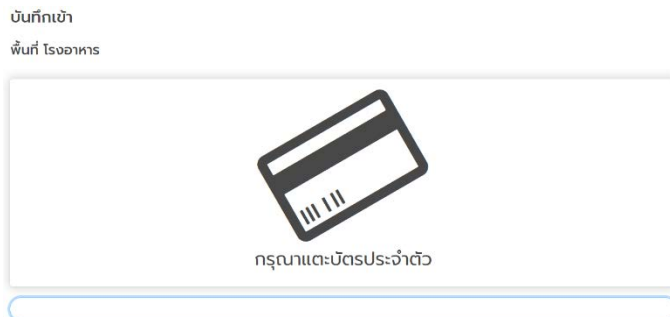 บันทึกเข้า
พื้นที่ โรงอาหาร
กรุณาแตะบัตรประจำตัว